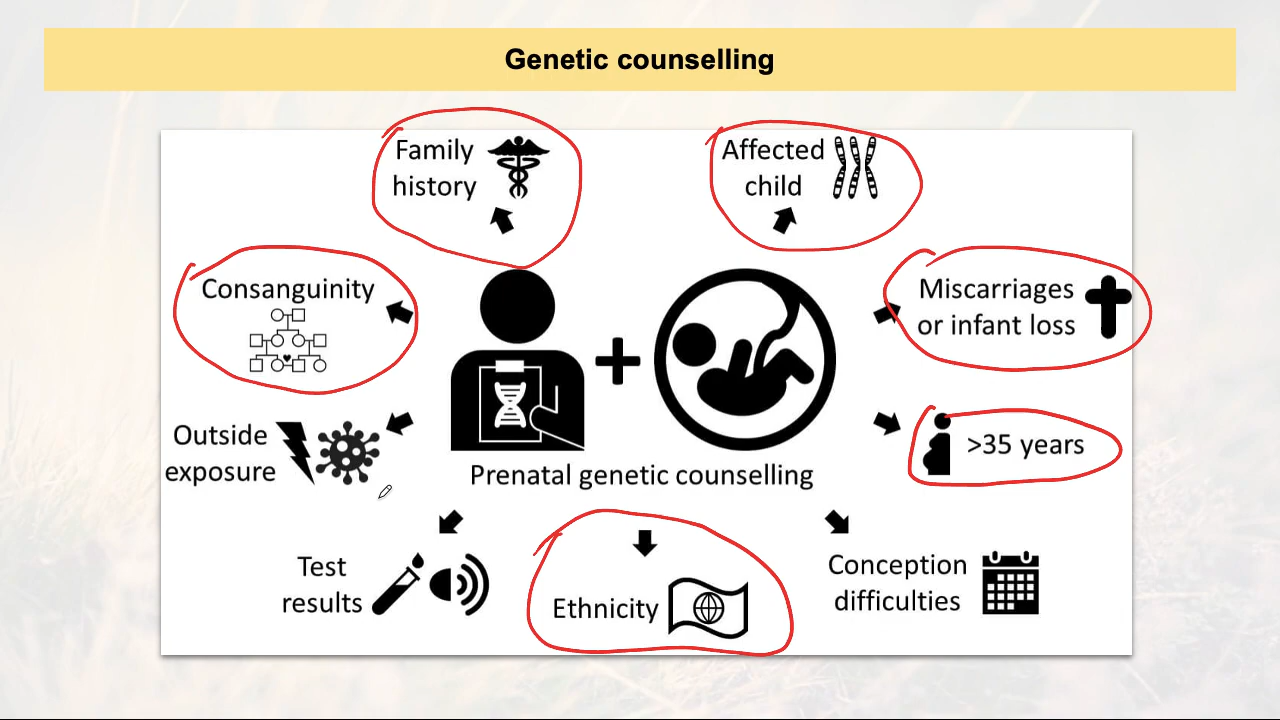 Genetic counselling
Family
history
Affected
child
Consanguinity
Miscarriages
or infant loss
Outside
exposure
>35 years
Prenatal genetic counselling
Test
results
Ethnicity
Conception
difficulties